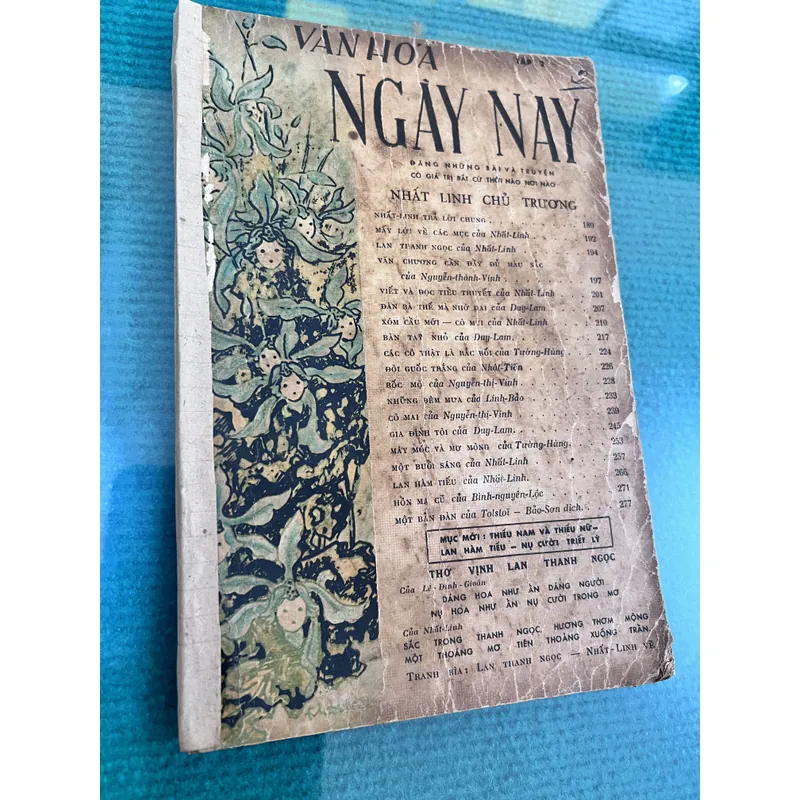 VĂN HÓA
TẬP 2
NGÀY NAY
ĐĂNG NHỮNG BÀI VÀ TRUYỆN
CÓ GIÁ TRỊ BẤT CỨ THỜI NÀO NƠI NÀO
NHẤT LINH CHỦ TRƯƠNG
NHẤT-LINH TRẢ LỜI CHUNG . . . 189
MẤY LỜI VỀ CÁC MỤC của Nhất-Linh . . . 192
LAN THANH NGỌC của Nhất-Linh . . . 194
VĂN CHƯƠNG CẦN ĐẦY ĐỦ MÀU SẮC
của Nguyễn-thành-Vinh . . . 197
VIẾT VÀ ĐỌC TIỂU THUYẾT của Nhất-Linh . 201
ĐÀN BÀ THẾ MÀ NHỚ DAI của Duy-Lam . 207
XÓM CẦU MỚI — CÔ MÙI của Nhất-Linh . 210
BÀN TAY NHỎ của Duy-Lam . . . 217
CÁC CÔ THẬT LÀ RẮC RỐI của Tường-Hùng . 224
ĐÔI GUỐC TRẮNG của Nhật-Tiến . . . 226
BỐC MỘ của Nguyễn-thị-Vinh . . . 228
NHỮNG ĐÊM MƯA của Linh-Bảo . . . 233
CÔ MAI của Nguyễn-thị-Vinh . . . 239
GIA ĐÌNH TÔI của Duy-Lam . . . 245
MÁY MÓC VÀ MƠ MỘNG của Tường-Hùng . 253
MỘT BUỔI SÁNG của Nhất-Linh . . . 257
LAN HÀM TIẾU của Nhất-Linh . . . 266
HỒN MA CŨ của Bình-nguyên-Lộc . . . 271
MỘT BẢN ĐÀN của Tolstoi — Bảo-Sơn dịch . 277
MỤC MỚI : THIẾU NAM VÀ THIẾU NỮ —
LAN HÀM TIẾU — NỤ CƯỜI TRIẾT LÝ
THƠ VỊNH LAN THANH NGỌC
Của Lê-Đình-Gioãn
DÁNG HOA NHƯ ẨN DÁNG NGƯỜI
NỤ HOA NHƯ ẨN NỤ CƯỜI TRONG MƠ
Của Nhất-Linh
SẮC TRONG THANH NGỌC, HƯƠNG THƠM MỘNG
MỘT THOÁNG MƠ TIÊN THOẢNG XUỐNG TRẦN
TRANH BÌA : LAN THANH NGỌC — NHẤT-LINH VẼ